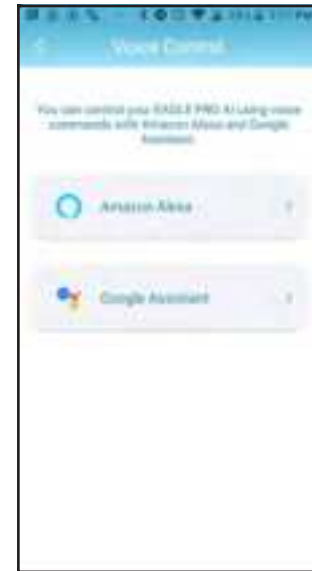 Voice Control
You can control your EAGLE PRO AI using voice
commands with Amazon Alexa and Google
Assistant.
Amazon Alexa
Google Assistant